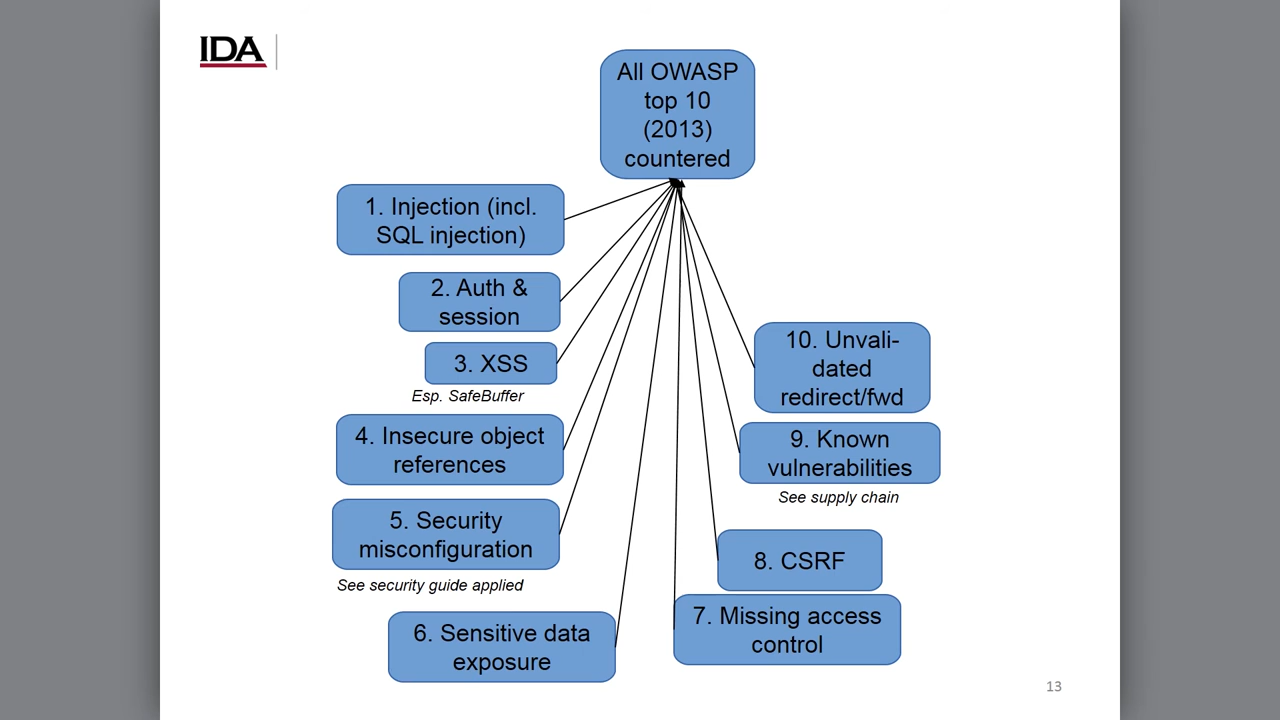 IDA
All OWASP
top 10
(2013)
countered
1. Injection (incl.
SQL injection)
2. Auth &
session
3. XSS
Esp. SafeBuffer
4. Insecure object
references
5. Security
misconfiguration
See security guide applied
6. Sensitive data
exposure
10. Unvali-
dated
redirect/fwd
9. Known
vulnerabilities
See supply chain
8. CSRF
7. Missing access
control
13